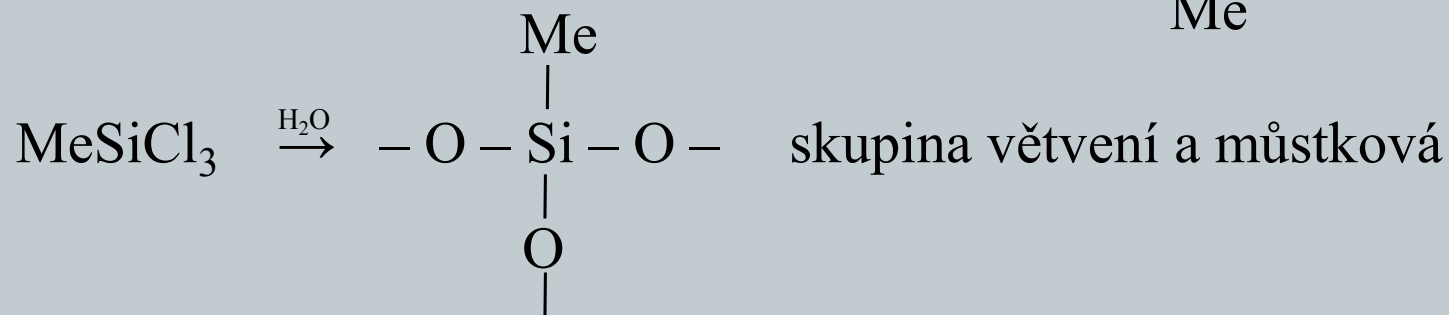 Me
Me
|
MeSiCl₃ H₂O → – O – Si – O – skupina větvení a můstková
|
O
|